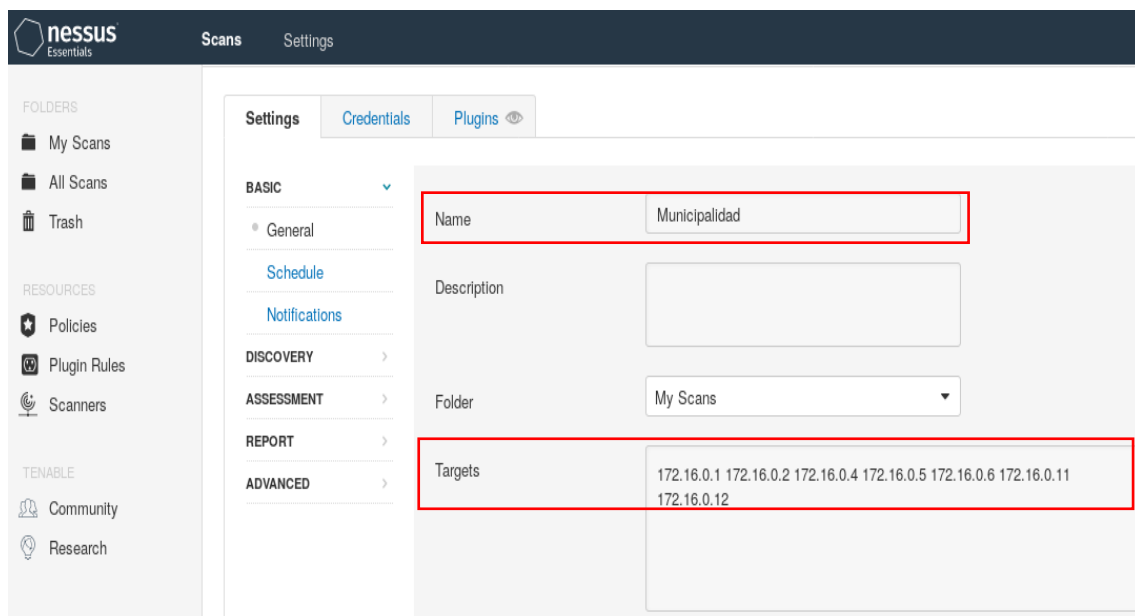 nessus
Essentials
Scans
Settings
FOLDERS
My Scans
All Scans
Trash
RESOURCES
Policies
Plugin Rules
Scanners
TENABLE
Community
Research
Settings
Credentials
Plugins
BASIC
General
Schedule
Notifications
DISCOVERY
ASSESSMENT
REPORT
ADVANCED
Name
Municipalidad
Description
Folder
My Scans
Targets
172.16.0.1 172.16.0.2 172.16.0.4 172.16.0.5 172.16.0.6 172.16.0.11
172.16.0.12